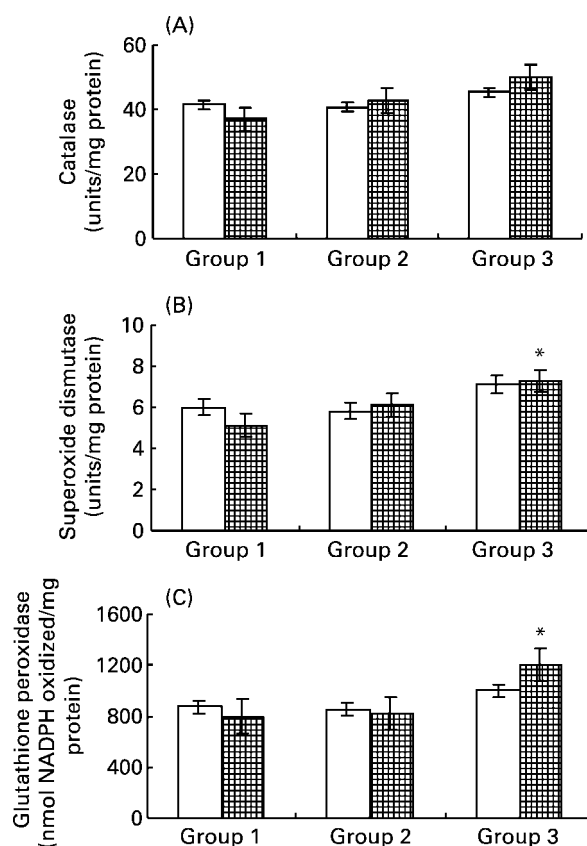 (A)
Catalase
(units/mg protein)
60
40
20
0
Group 1 Group 2 Group 3
(B)
Superoxide dismutase
(units/mg protein)
10
8
6
4
2
0
*
Group 1 Group 2 Group 3
(C)
Glutathione peroxidase
(nmol NADPH oxidized/mg
protein)
1600
1200
800
400
0
*
Group 1 Group 2 Group 3